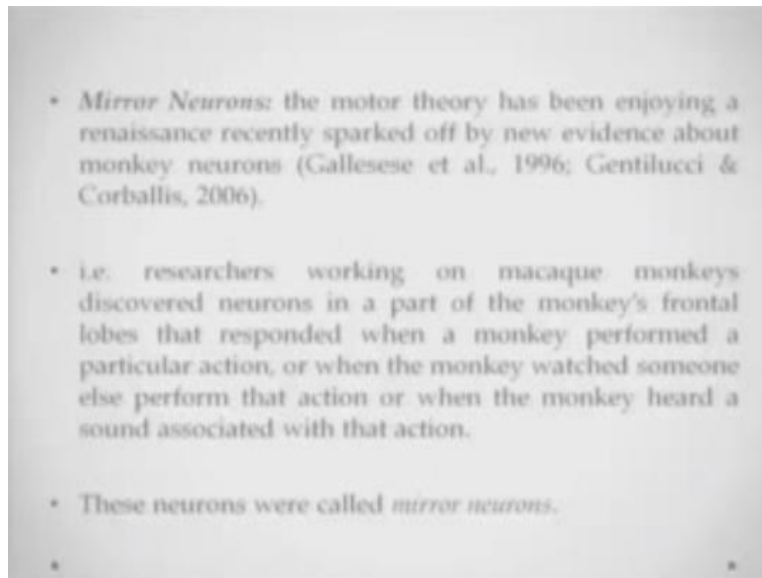 • Mirror Neurons: the motor theory has been enjoying a
renaissance recently sparked off by new evidence about
monkey neurons (Gallesese et al., 1996; Gentilucci &
Corballis, 2006).
• i.e. researchers working on macaque monkeys
discovered neurons in a part of the monkey's frontal
lobes that responded when a monkey performed a
particular action, or when the monkey watched someone
else perform that action or when the monkey heard a
sound associated with that action.
• These neurons were called mirror neurons.